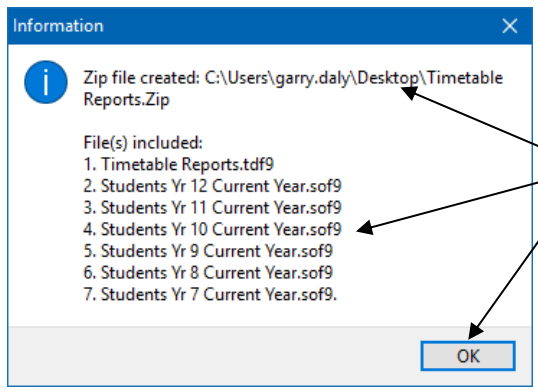 Information
Zip file created: C:\Users\garry.daly\Desktop\Timetable
Reports.Zip
File(s) included:
1. Timetable Reports.tdf9
2. Students Yr 12 Current Year.sof9
3. Students Yr 11 Current Year.sof9
4. Students Yr 10 Current Year.sof9
5. Students Yr 9 Current Year.sof9
6. Students Yr 8 Current Year.sof9
7. Students Yr 7 Current Year.sof9.
OK